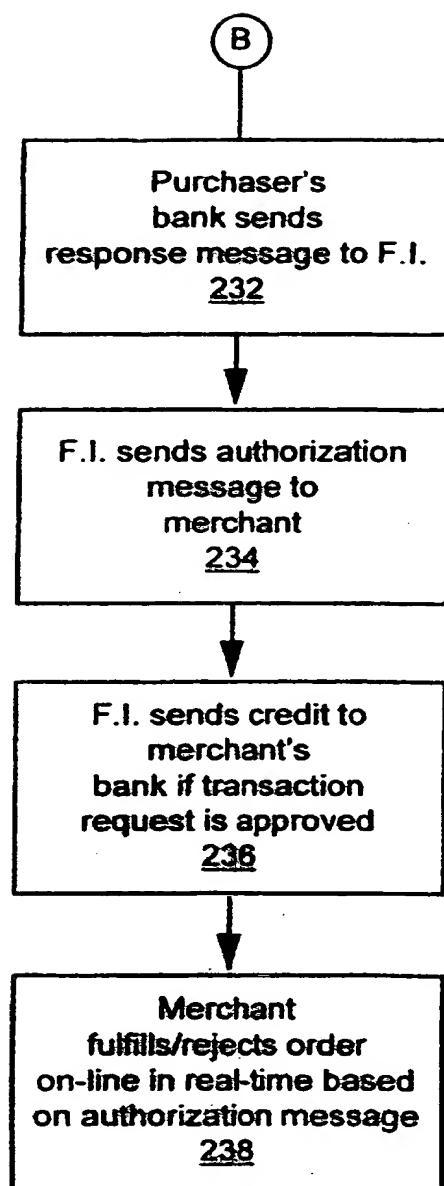 B
Purchaser's
bank sends
response message to F.I.
232
F.I. sends authorization
message to
merchant
234
F.I. sends credit to
merchant's
bank if transaction
request is approved
236
Merchant
fulfills/rejects order
on-line in real-time based
on authorization message
238